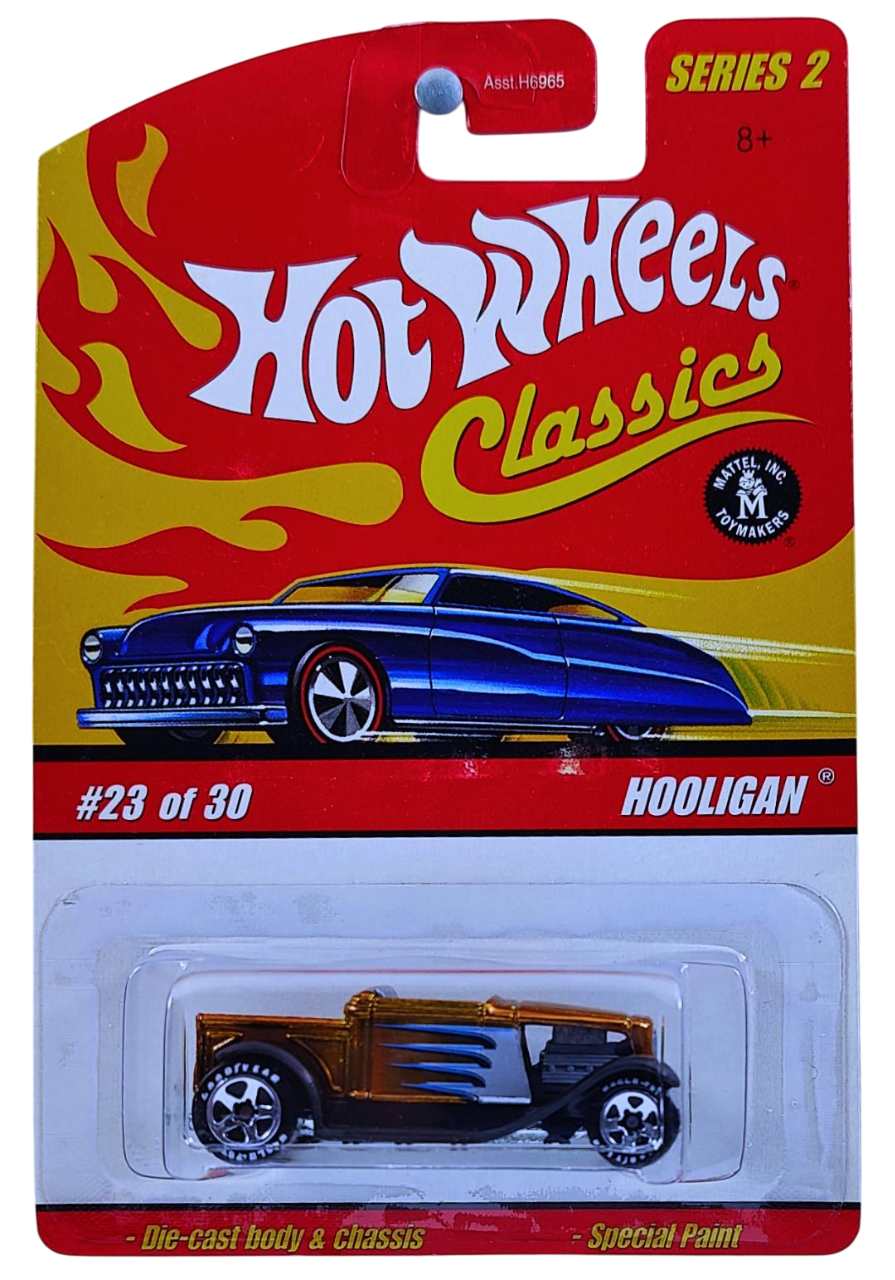 Asst.H6965
SERIES 2
8+
Hot Wheels®
Classics
MATTEL, INC.
M
TOYMAKERS
®
#23 of 30
HOOLIGAN ®
GOODYEAR
- Die-cast body & chassis
- Special Paint